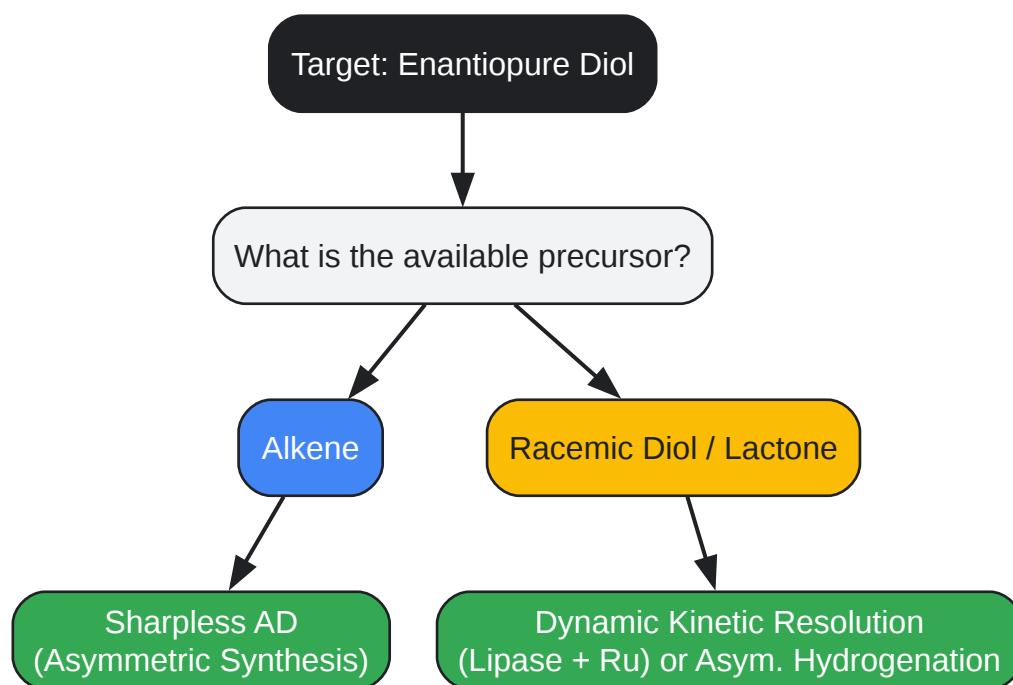 Target: Enantiopure Diol
What is the available precursor?
Alkene
Racemic Diol / Lactone
Sharpless AD
(Asymmetric Synthesis)
Dynamic Kinetic Resolution
(Lipase + Ru) or Asym. Hydrogenation